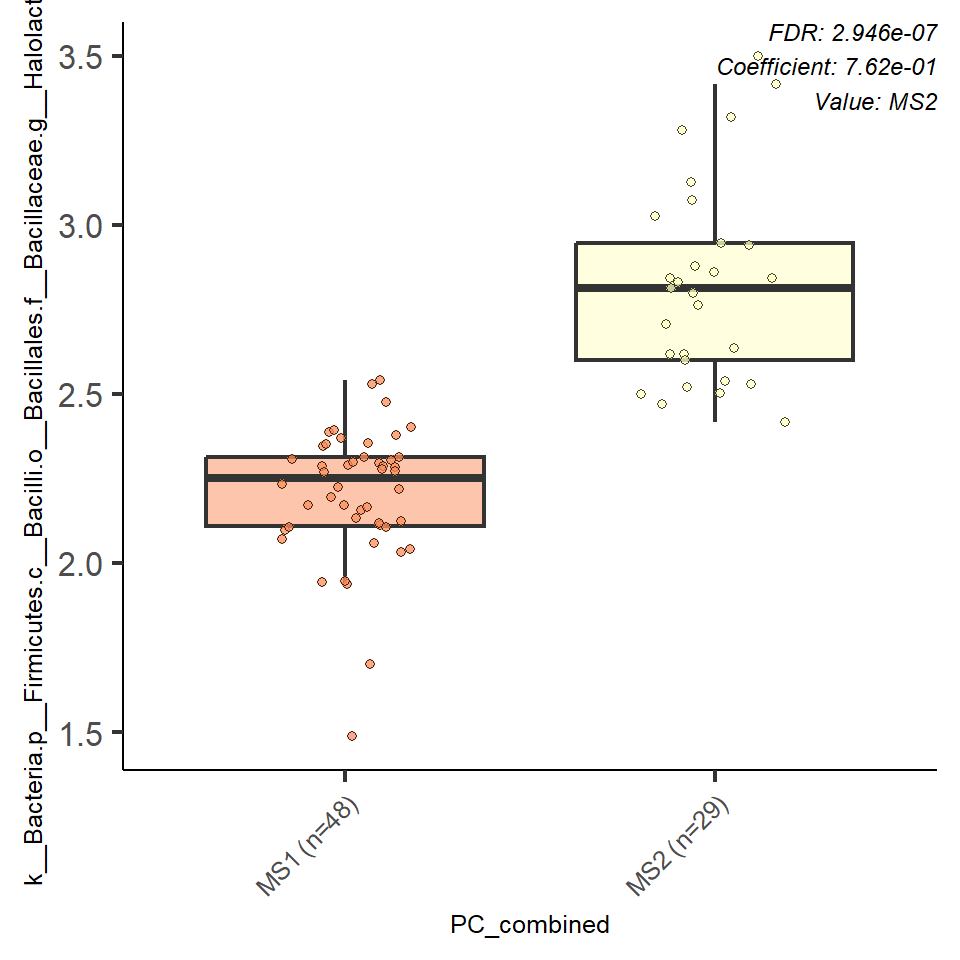 FDR: 2.946e-07
Coefficient: 7.62e-01
Value: MS2
k__Bacteria.p__Firmicutes.c__Bacilli.o__Bacillales.f__Bacillaceae.g__Halolact
3.5
3.0
2.5
2.0
1.5
MS1 (n=48)
MS2 (n=29)
PC_combined